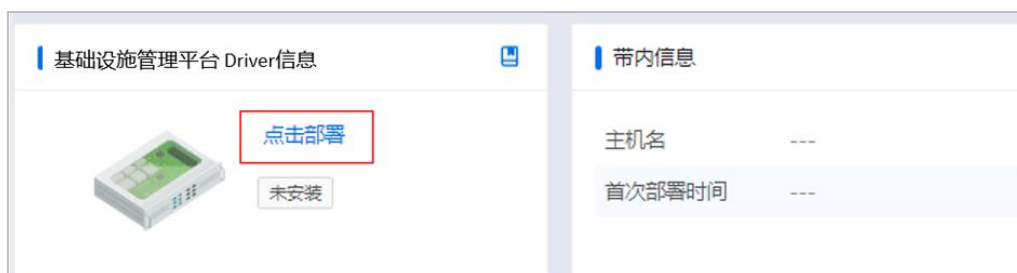 基础设施管理平台 Driver信息
带内信息
点击部署
未安装
主机名 ---
首次部署时间 ---